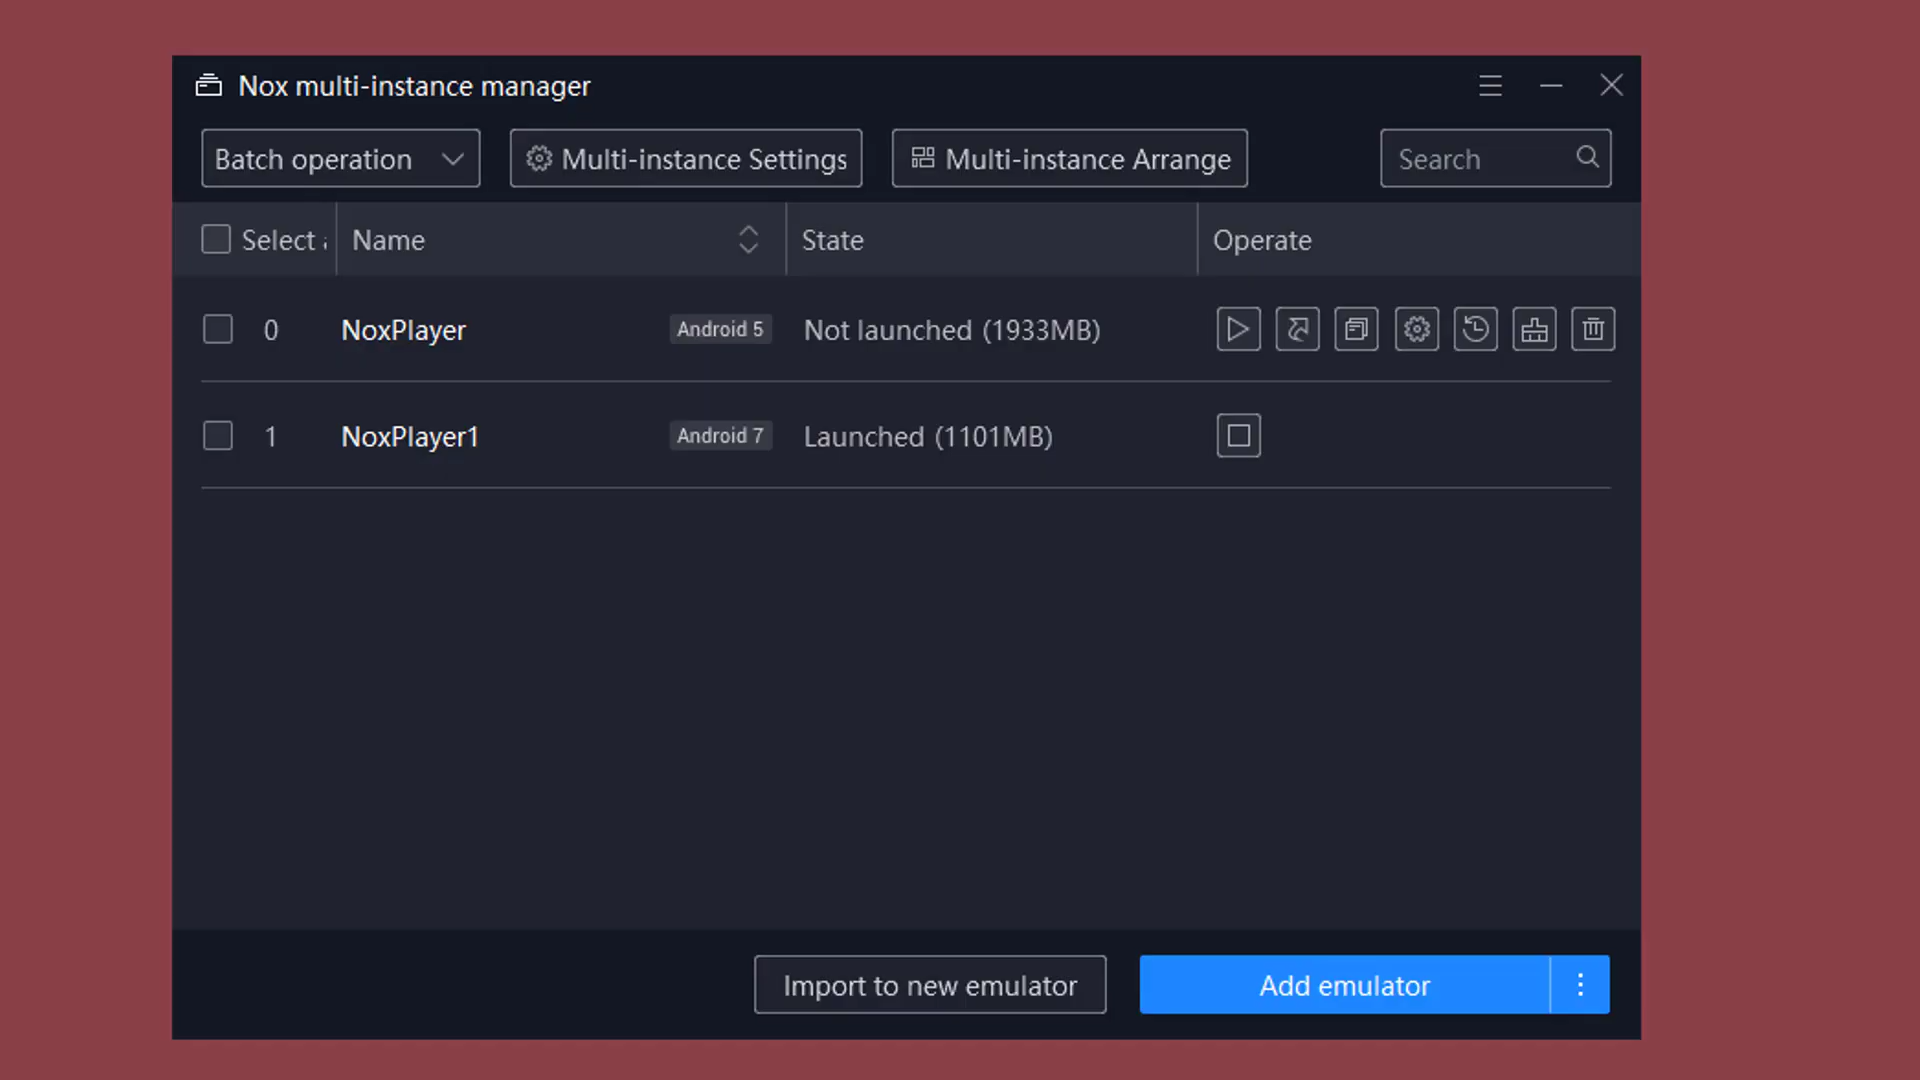 Nox multi-instance manager
Batch operation Multi-instance Settings Multi-instance Arrange Search
Select Name State Operate
0 NoxPlayer Android 5 Not launched (1933MB)
1 NoxPlayer1 Android 7 Launched (1101MB)
Import to new emulator Add emulator